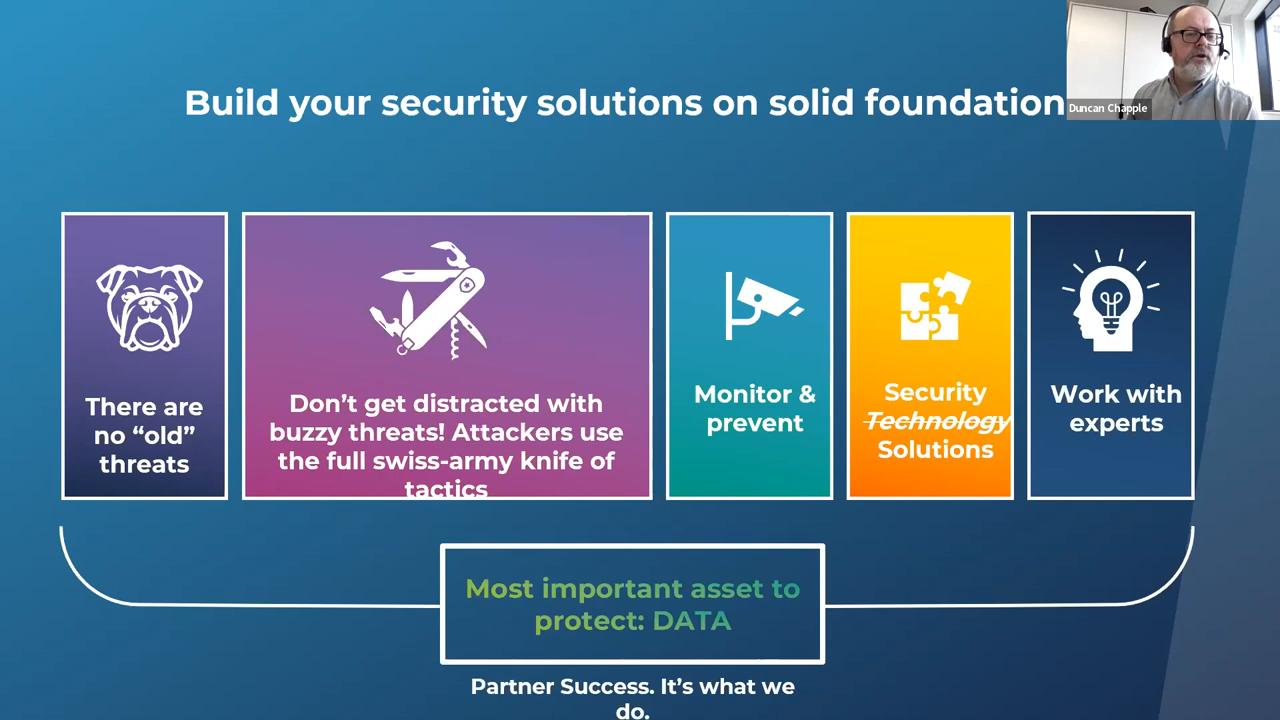 Build your security solutions on solid foundation
Duncan Chapple
There are
no “old”
threats
Don’t get distracted with
buzzy threats! Attackers use
the full swiss-army knife of
tactics
Monitor &
prevent
Security
Technology
Solutions
Work with
experts
Most important asset to
protect: DATA
Partner Success. It’s what we
do.